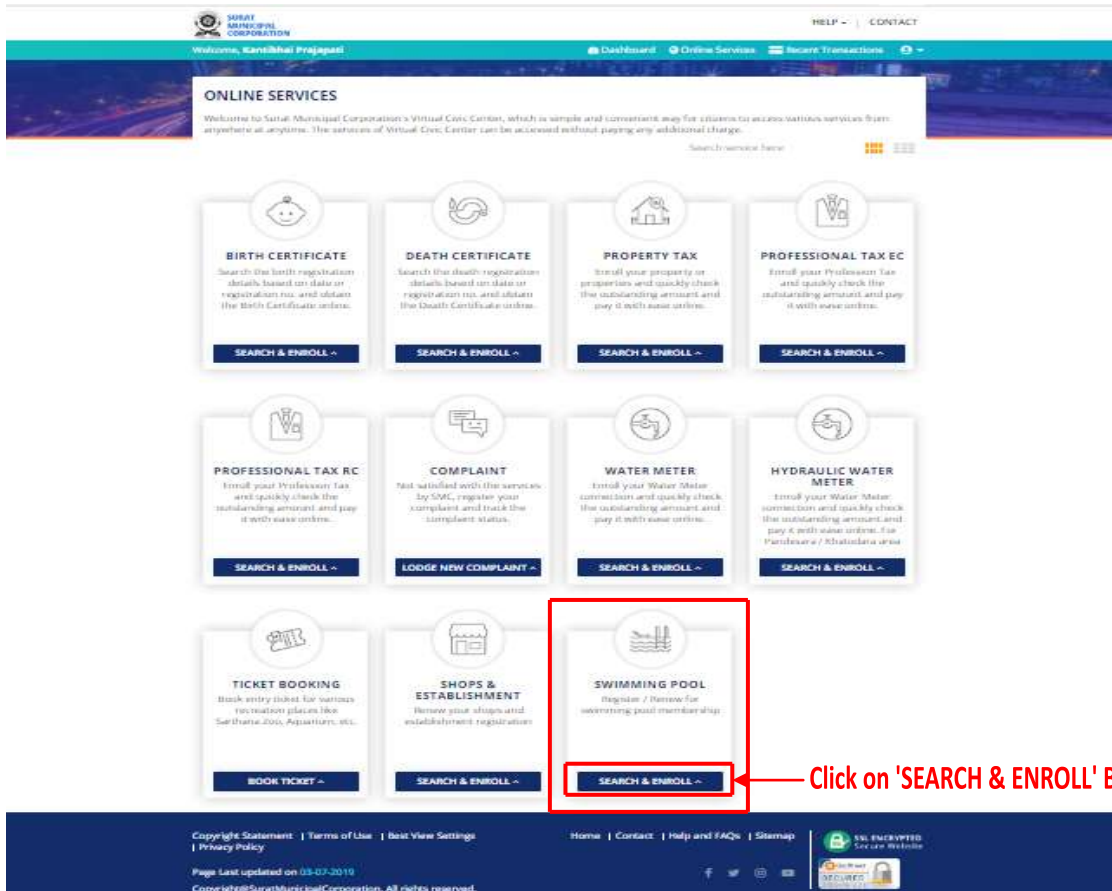 SURAT
MUNICIPAL
CORPORATION
HELP - | CONTACT
Welcome, Kantibhai Prajapati
Dashboard Online Services Recent Transactions
ONLINE SERVICES
Welcome to Surat Municipal Corporation's Virtual Civic Center, which is simple and convenient way for citizens to access various services from
anywhere at anytime. The services of Virtual Civic Center can be accessed without paying any additional charge.
Search service here
BIRTH CERTIFICATE
Search the birth registration
details based on date or
registration no. and obtain
the Birth Certificate online.
SEARCH & ENROLL
DEATH CERTIFICATE
Search the death registration
details based on date or
registration no. and obtain
the Death Certificate online.
SEARCH & ENROLL
PROPERTY TAX
Enroll your property or
properties and quickly check
the outstanding amount and
pay it with ease online.
SEARCH & ENROLL
PROFESSIONAL TAX EC
Enroll your Profession Tax
and quickly check the
outstanding amount and pay
it with ease online.
SEARCH & ENROLL
PROFESSIONAL TAX RC
Enroll your Profession Tax
and quickly check the
outstanding amount and pay
it with ease online.
SEARCH & ENROLL
COMPLAINT
Not satisfied with the services
by SMC, register your
complaint and track the
complaint status.
LODGE NEW COMPLAINT
WATER METER
Enroll your Water Meter
connection and quickly check
the outstanding amount and
pay it with ease online.
SEARCH & ENROLL
HYDRAULIC WATER
METER
Enroll your Water Meter
connection and quickly check
the outstanding amount and
pay it with ease online. For
Pandesara / Khatodara area
SEARCH & ENROLL
TICKET BOOKING
Book entry ticket for various
recreation places like
Sarthana Zoo, Aquarium, etc.
BOOK TICKET
SHOPS &
ESTABLISHMENT
Renew your shops and
establishment registration
SEARCH & ENROLL
SWIMMING POOL
Register / Renew for
swimming pool membership
SEARCH & ENROLL
Click on 'SEARCH & ENROLL' B
Copyright Statement | Terms of Use | Best View Settings
| Privacy Policy
Home | Contact | Help and FAQs | Sitemap
SSL ENCRYPTED
Secure Website
Page Last updated on 03-07-2019
Copyright@SuratMunicipalCorporation. All rights reserved.
SECURED